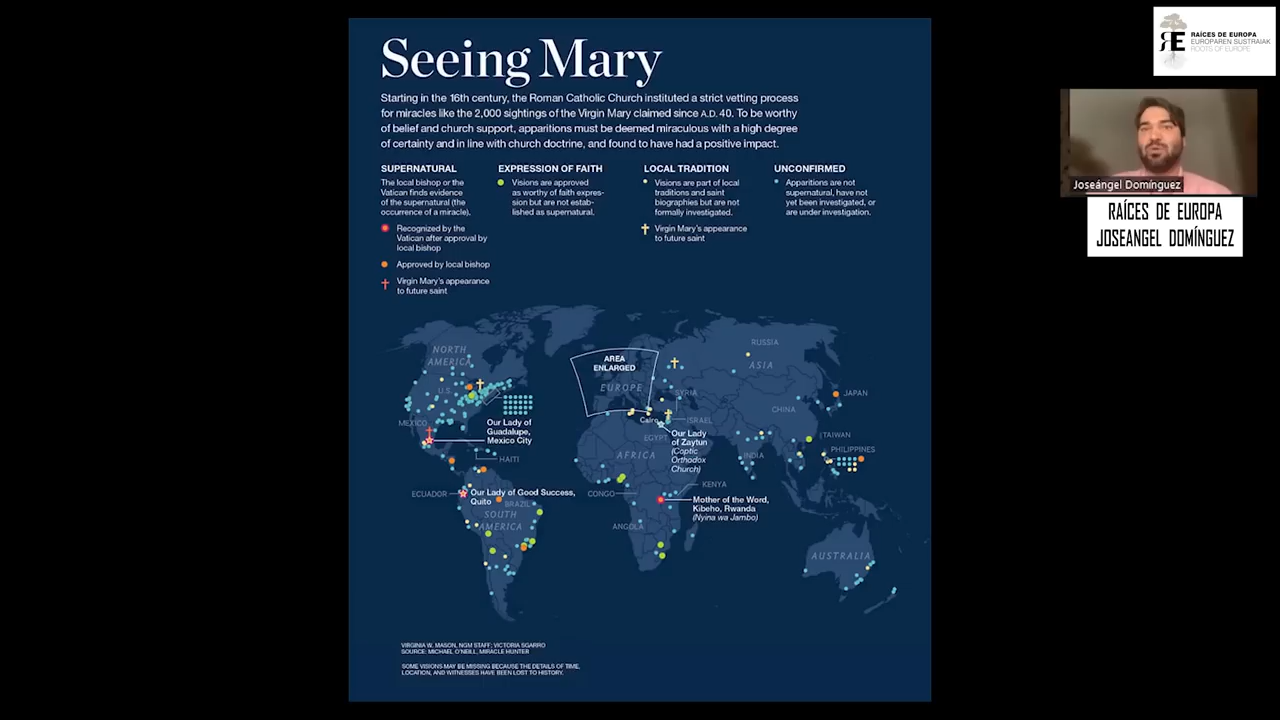 Seeing Mary
Starting in the 16th century, the Roman Catholic Church instituted a strict vetting process
for miracles like the 2,000 sightings of the Virgin Mary claimed since A.D. 40. To be worthy
of belief and church support, apparitions must be deemed miraculous with a high degree
of certainty and in line with church doctrine, and found to have had a positive impact.
SUPERNATURAL
The local bishop or the
Vatican finds evidence
of the supernatural (the
occurrence of a miracle).
Recognized by the
Vatican after approval by
local bishop
Approved by local bishop
Virgin Mary's appearance
to future saint
EXPRESSION OF FAITH
Visions are approved
as worthy of faith expres-
sion but are not estab-
lished as supernatural.
LOCAL TRADITION
Visions are part of local
traditions and saint
biographies but are not
formally investigated.
Virgin Mary's appearance
to future saint
UNCONFIRMED
Apparitions are not
supernatural, have not
yet been investigated, or
are under investigation.
NORTH
AMERICA
U.S.
MEXICO
Our Lady of
Guadalupe,
Mexico City
HAITI
ECUADOR
Our Lady of Good Success,
Quito
BRAZIL
SOUTH
AMERICA
AREA
ENLARGED
EUROPE
RUSSIA
ASIA
SYRIA
ISRAEL
Cairo
EGYPT
Our Lady
of Zaytun
(Coptic
Orthodox
Church)
AFRICA
CONGO
KENYA
Mother of the Word,
Kibeho, Rwanda
(Nyina wa Jambo)
ANGOLA
CHINA
JAPAN
TAIWAN
PHILIPPINES
INDIA
AUSTRALIA
VIRGINIA W. MASON, NGM STAFF; VICTORIA SGARRO
SOURCE: MICHAEL O'NEILL, MIRACLE HUNTER
SOME VISIONS MAY BE MISSING BECAUSE THE DETAILS OF TIME,
LOCATION, AND WITNESSES HAVE BEEN LOST TO HISTORY.
RAÍCES DE EUROPA
EUROPAREN SUSTRAIAK
ROOTS OF EUROPE
Joseángel Domínguez
RAÍCES DE EUROPA
JOSEANGEL DOMÍNGUEZ